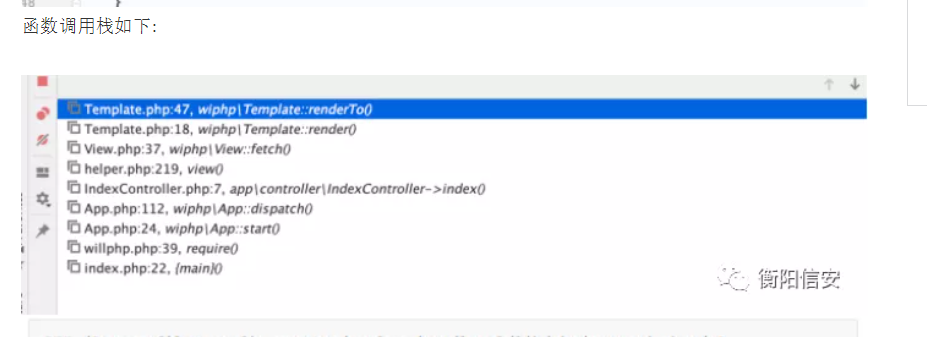 函数调用栈如下:
Template.php:47, wiphp\Template::renderTo()
Template.php:18, wiphp\Template::render()
View.php:37, wiphp\View::fetch()
helper.php:219, view()
IndexController.php:7, app\controller\IndexController->index()
App.php:112, wiphp\App::dispatch()
App.php:24, wiphp\App::start()
willphp.php:39, require()
index.php:22, {main}()
衡阳信安